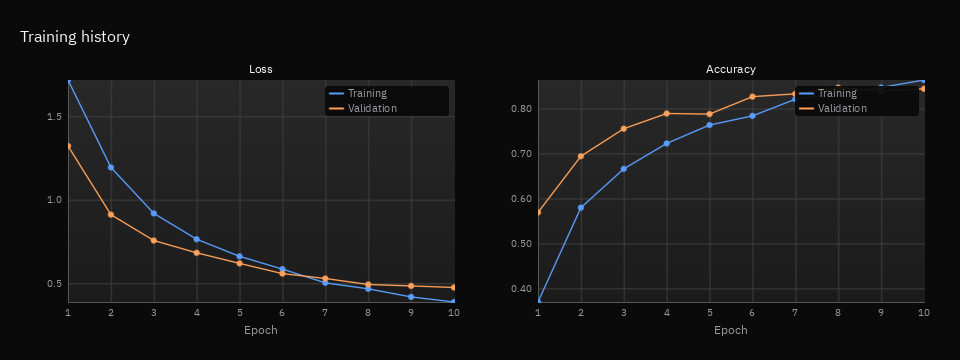 Training history
Loss
Training
Validation
1.5
1.0
0.5
1 2 3 4 5 6 7 8 9 10
Epoch
Accuracy
Training
Validation
0.80
0.70
0.60
0.50
0.40
1 2 3 4 5 6 7 8 9 10
Epoch